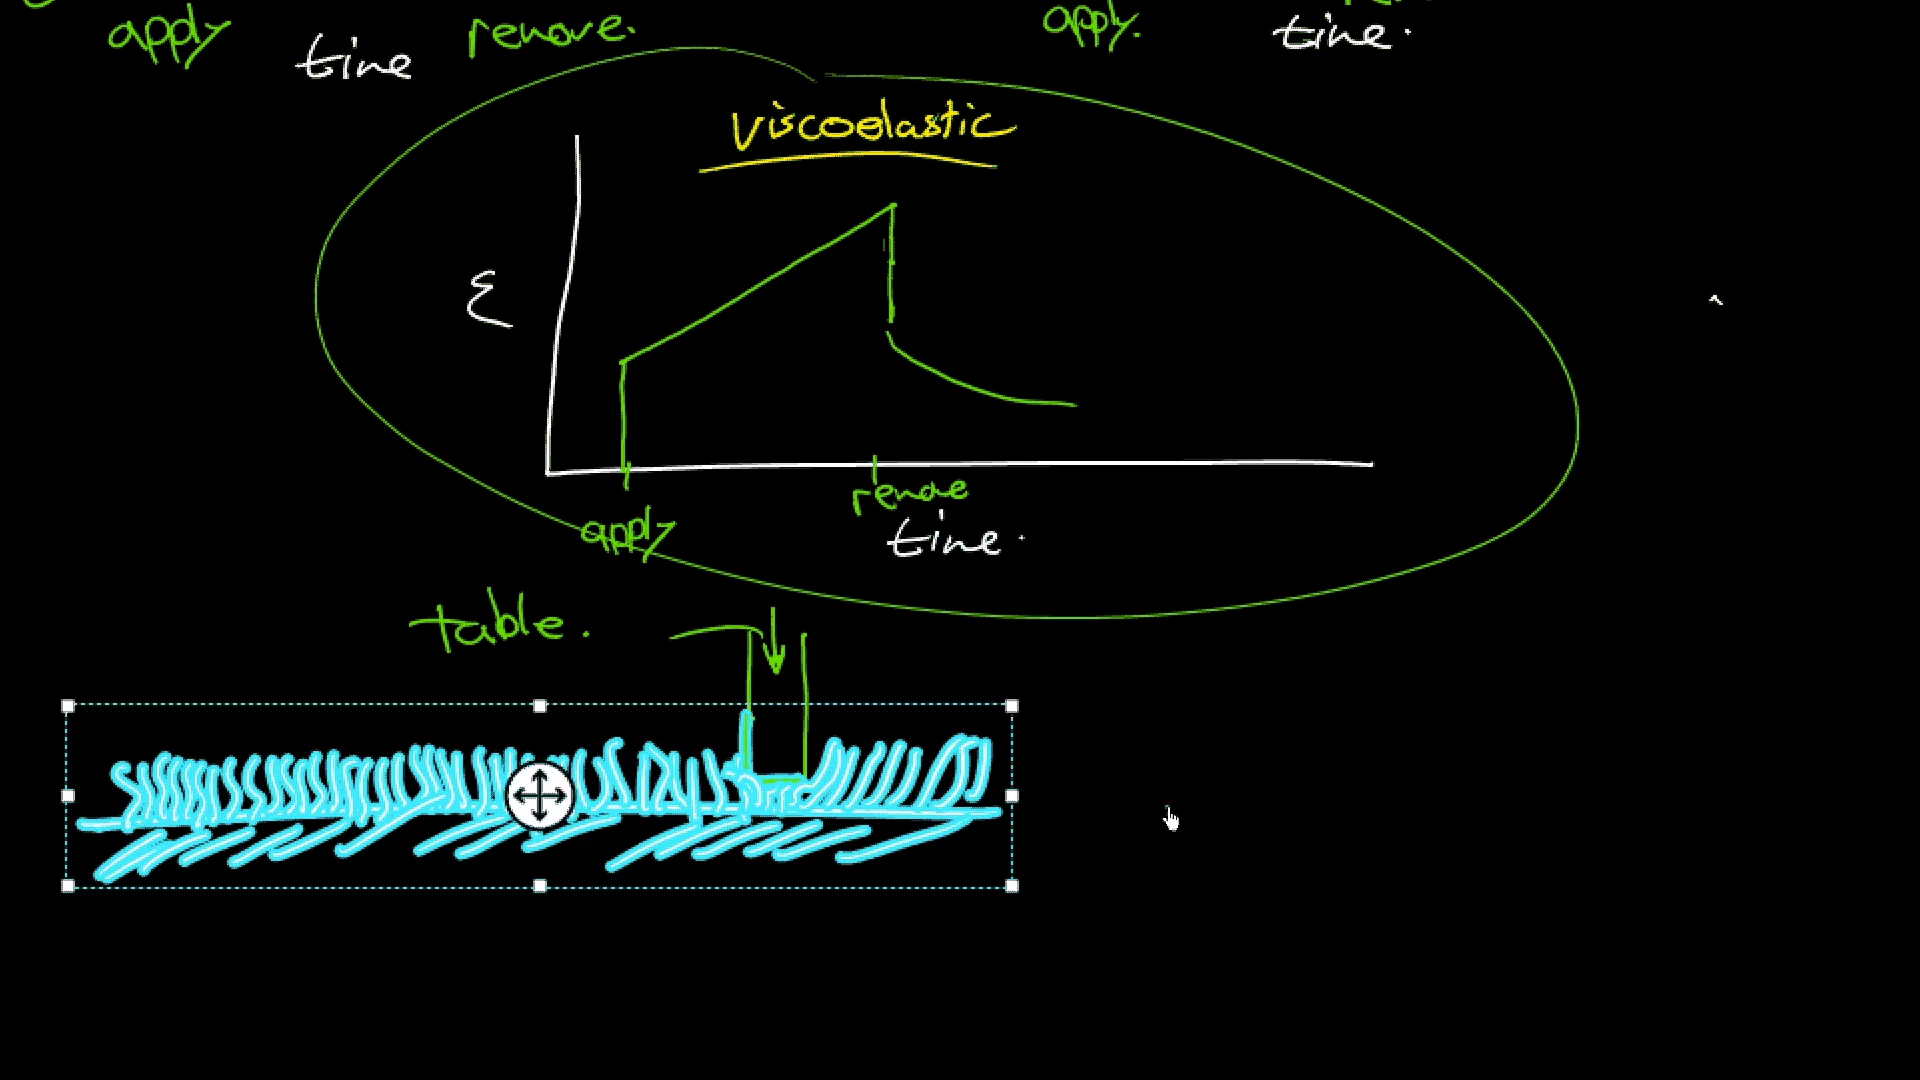 apply time remove. apply. time.
viscoelastic
ε
remove
apply time.
table.